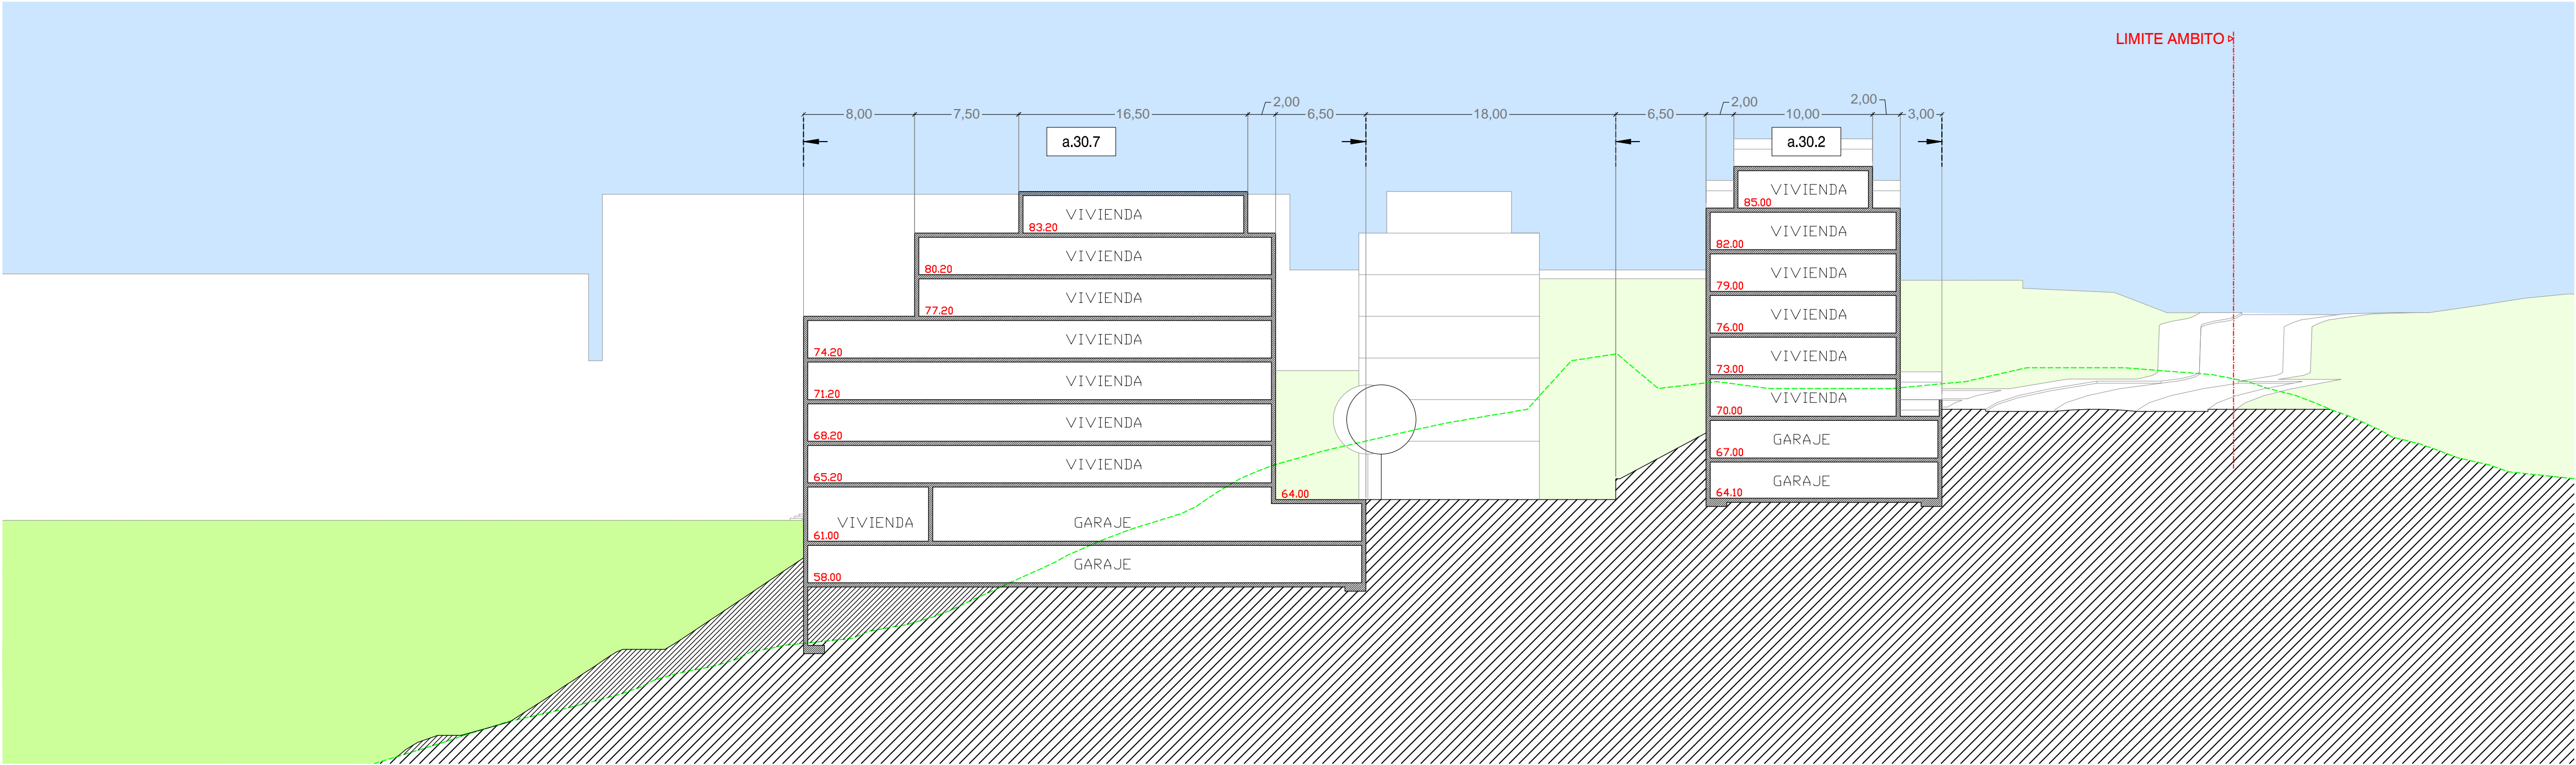 LIMITE AMBITO
8,00 7,50 16,50 2,00 6,50 18,00 6,50 2,00 10,00 2,00 3,00
a.30.7
a.30.2
VIVIENDA
83.20
VIVIENDA
80.20
VIVIENDA
77.20
VIVIENDA
74.20
VIVIENDA
71.20
VIVIENDA
68.20
VIVIENDA
65.20
64.00
VIVIENDA GARAJE
61.00
GARAJE
58.00
VIVIENDA
85.00
VIVIENDA
82.00
VIVIENDA
79.00
VIVIENDA
76.00
VIVIENDA
73.00
VIVIENDA
70.00
GARAJE
67.00
GARAJE
64.10